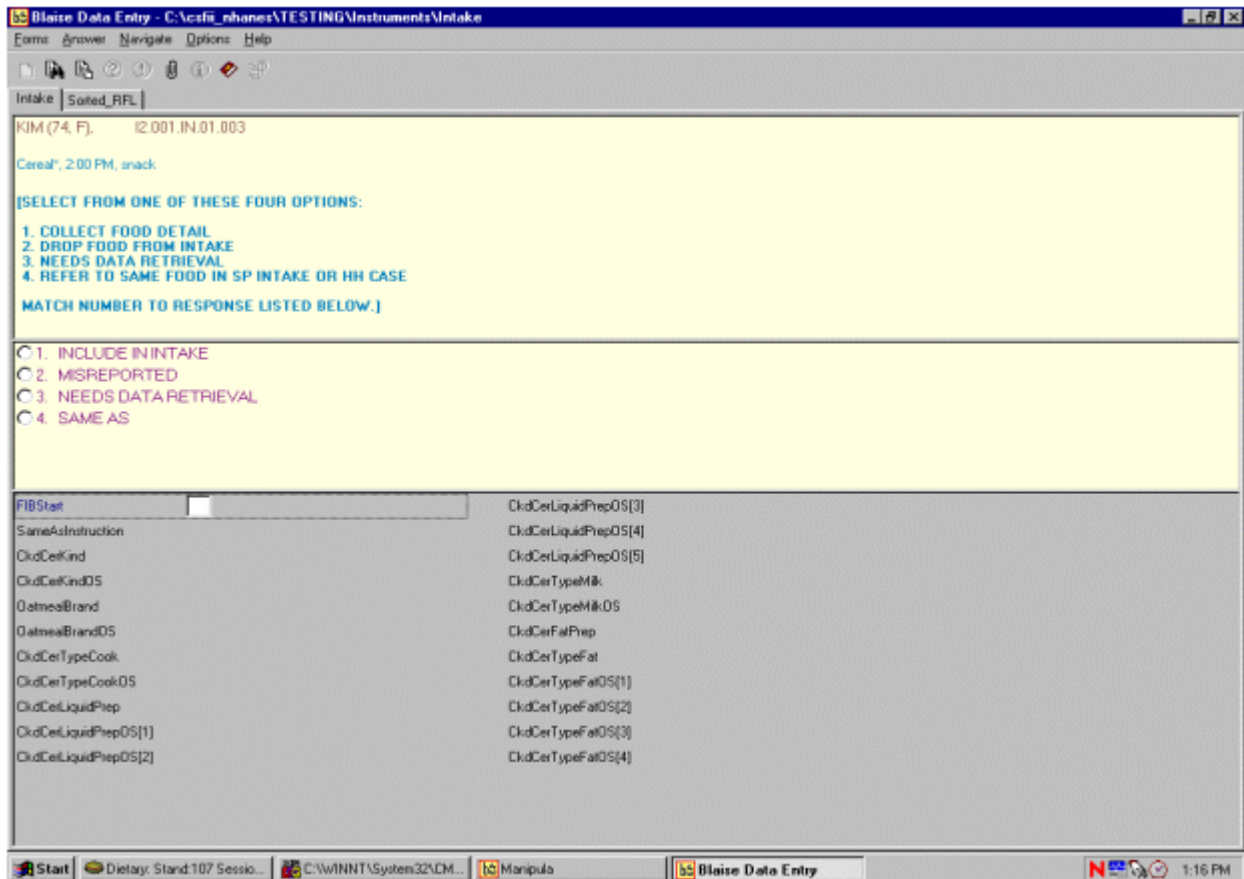 Blaise Data Entry - C:\csfii_nhanes\TESTING\Instruments\Intake
Forms Answer Navigate Options Help
Intake Sorted_RFL
KIM (74, F), I2.001.IN.01.003
Cereal*, 2:00 PM, snack
[SELECT FROM ONE OF THESE FOUR OPTIONS:
1. COLLECT FOOD DETAIL
2. DROP FOOD FROM INTAKE
3. NEEDS DATA RETRIEVAL
4. REFER TO SAME FOOD IN SP INTAKE OR HH CASE
MATCH NUMBER TO RESPONSE LISTED BELOW.]
1. INCLUDE IN INTAKE
2. MISREPORTED
3. NEEDS DATA RETRIEVAL
4. SAME AS
FIBStart
SameAsInstruction
CkdCerKind
CkdCerKindOS
OatmealBrand
OatmealBrandOS
CkdCerTypeCook
CkdCerTypeCookOS
CkdCerLiquidPrep
CkdCerLiquidPrepOS[1]
CkdCerLiquidPrepOS[2]
CkdCerLiquidPrepOS[3]
CkdCerLiquidPrepOS[4]
CkdCerLiquidPrepOS[5]
CkdCerTypeMilk
CkdCerTypeMilkOS
CkdCerFatPrep
CkdCerTypeFat
CkdCerTypeFatOS[1]
CkdCerTypeFatOS[2]
CkdCerTypeFatOS[3]
CkdCerTypeFatOS[4]
Start Dietary: Stand:107 Sessio... C:\WINNT\System32\CM... Manipula Blaise Data Entry N 1:16 PM